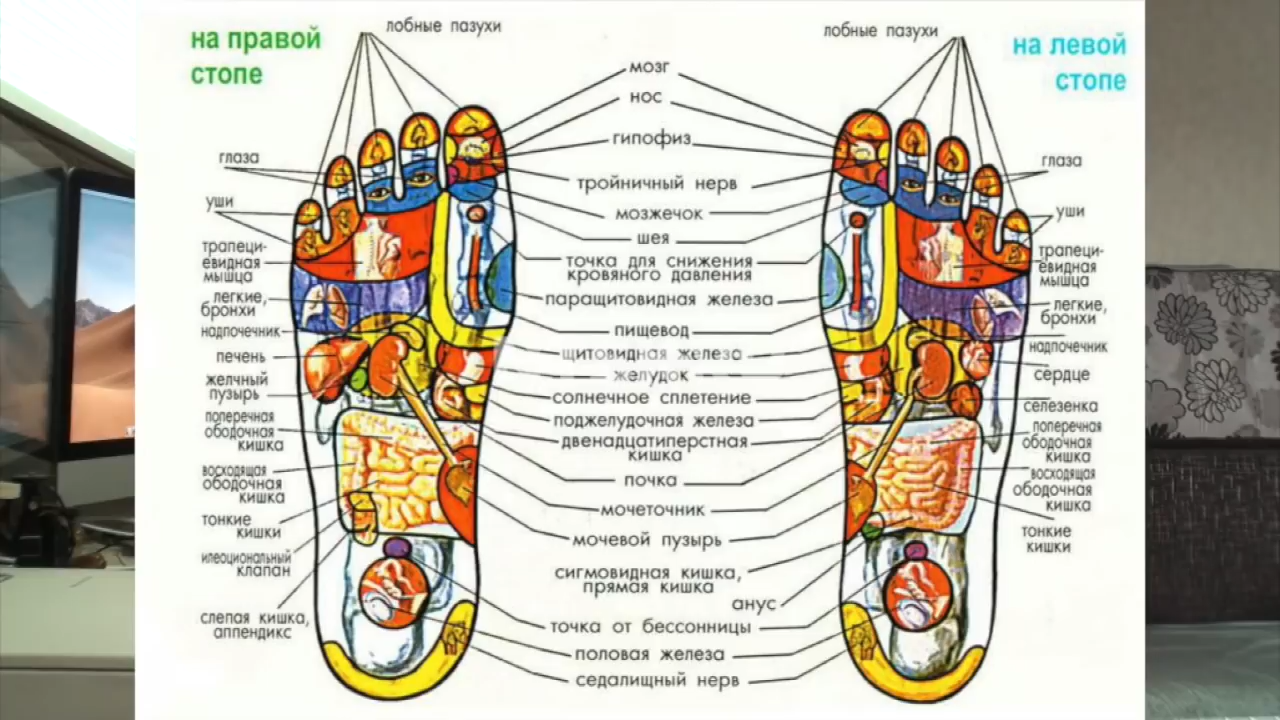 на правой
стопе
лобные пазухи
глаза
уши
трапеци-
евидная
мышца
легкие,
бронхи
надпочечник
печень
желчный
пузырь
поперечная
ободочная
кишка
восходящая
ободочная
кишка
тонкие
кишки
илеоциональный
клапан
слепая кишка,
аппендикс
мозг
нос
гипофиз
тройничный нерв
мозжечок
шея
точка для снижения
кровяного давления
паращитовидная железа
пищевод
щитовидная железа
желудок
солнечное сплетение
поджелудочная железа
двенадцатиперстная
кишка
почка
мочеточник
мочевой пузырь
сигмовидная кишка,
прямая кишка
анус
точка от бессонницы
половая железа
седалищный нерв
лобные пазухи
на левой
стопе
глаза
уши
трапеци-
евидная
мышца
легкие,
бронхи
надпочечник
сердце
селезенка
поперечная
ободочная
кишка
восходящая
ободочная
кишка
тонкие
кишки